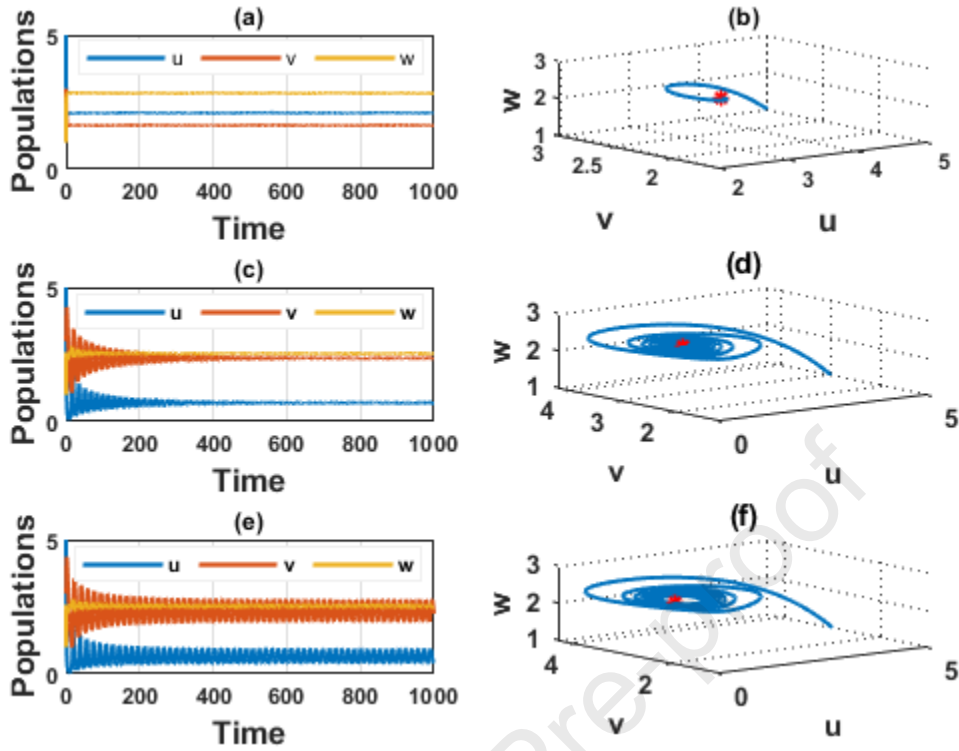 (a)
Populations
5
0
u v w
0 200 400 600 800 1000
Time
(b)
w
3
2
1
3 2.5 2
2 3 4 5
v
u
(c)
Populations
5
0
u v w
0 200 400 600 800 1000
Time
(d)
w
3
2
1
4 3 2
0 5
v
u
(e)
Populations
5
0
u v w
0 200 400 600 800 1000
Time
(f)
w
3
2
1
4 2
0 5
v
u
Pre-proof